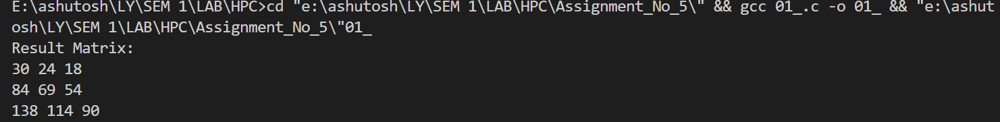 E:\ashutosh\LY\SEM 1\LAB\HPC>cd "e:\ashutosh\LY\SEM 1\LAB\HPC\Assignment_No_5\" && gcc 01_.c -o 01_ && "e:\ashut
osh\LY\SEM 1\LAB\HPC\Assignment_No_5\"01_
Result Matrix:
30 24 18
84 69 54
138 114 90